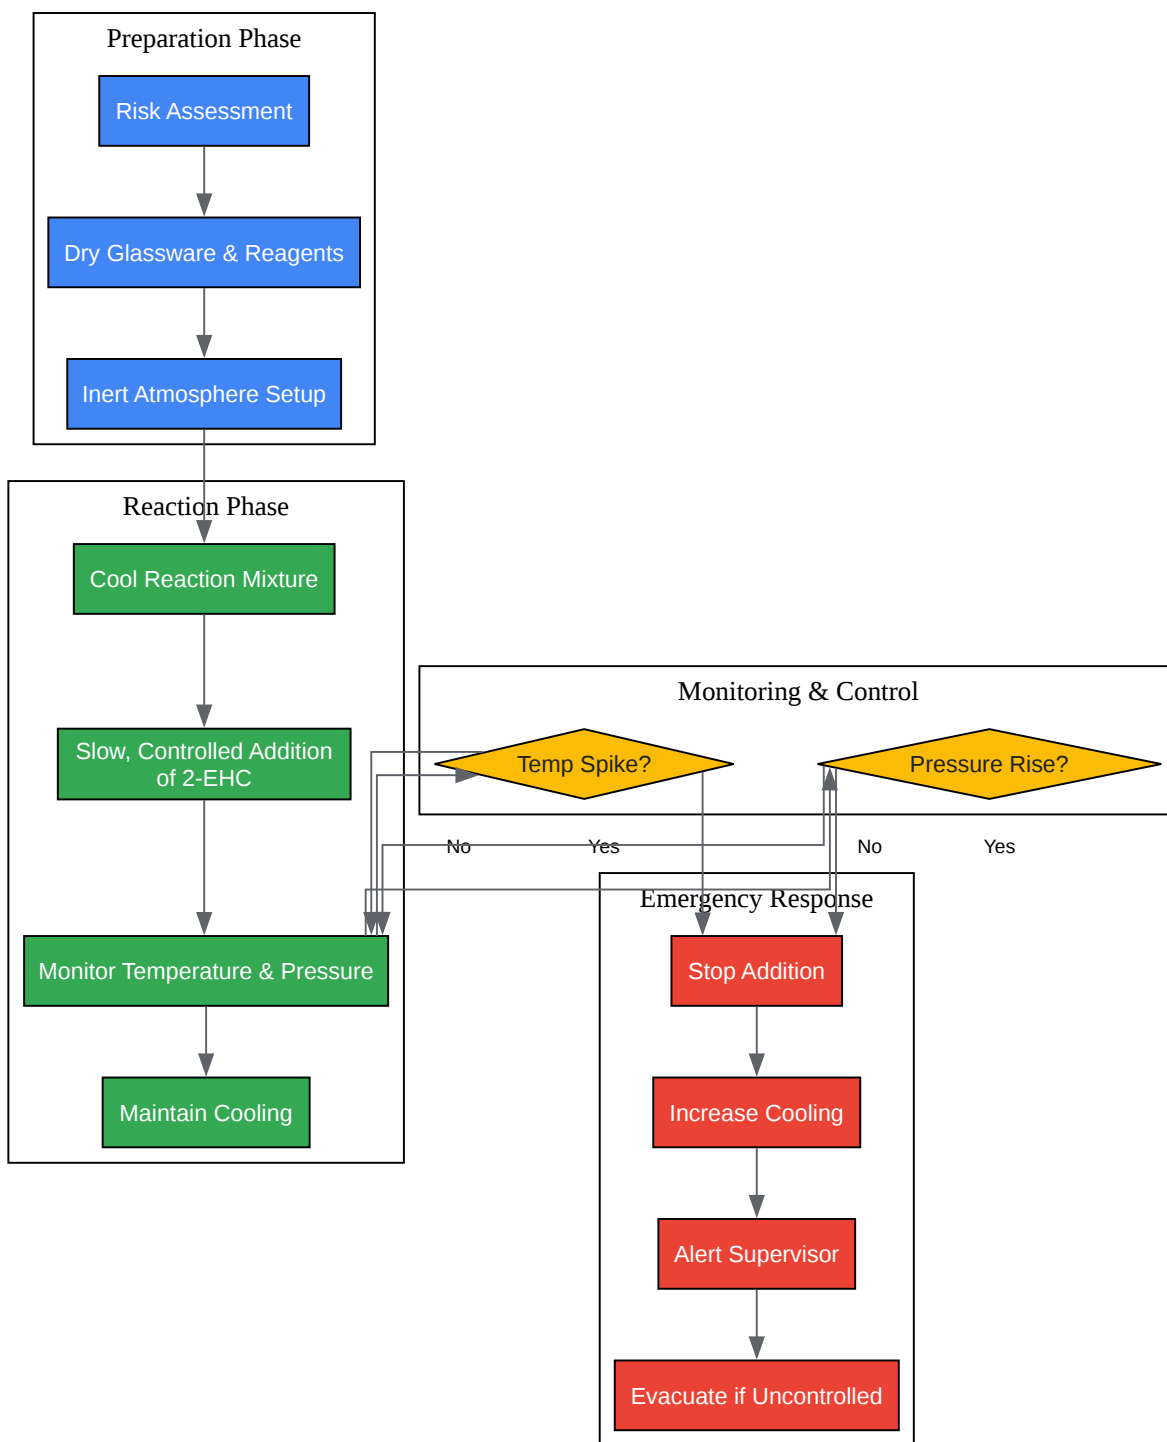 Preparation Phase
Risk Assessment
Dry Glassware & Reagents
Inert Atmosphere Setup
Reaction Phase
Cool Reaction Mixture
Slow, Controlled Addition
of 2-EHC
Monitor Temperature & Pressure
Maintain Cooling
Monitoring & Control
Temp Spike?
Pressure Rise?
No
Yes
No
Yes
Emergency Response
Stop Addition
Increase Cooling
Alert Supervisor
Evacuate if Uncontrolled